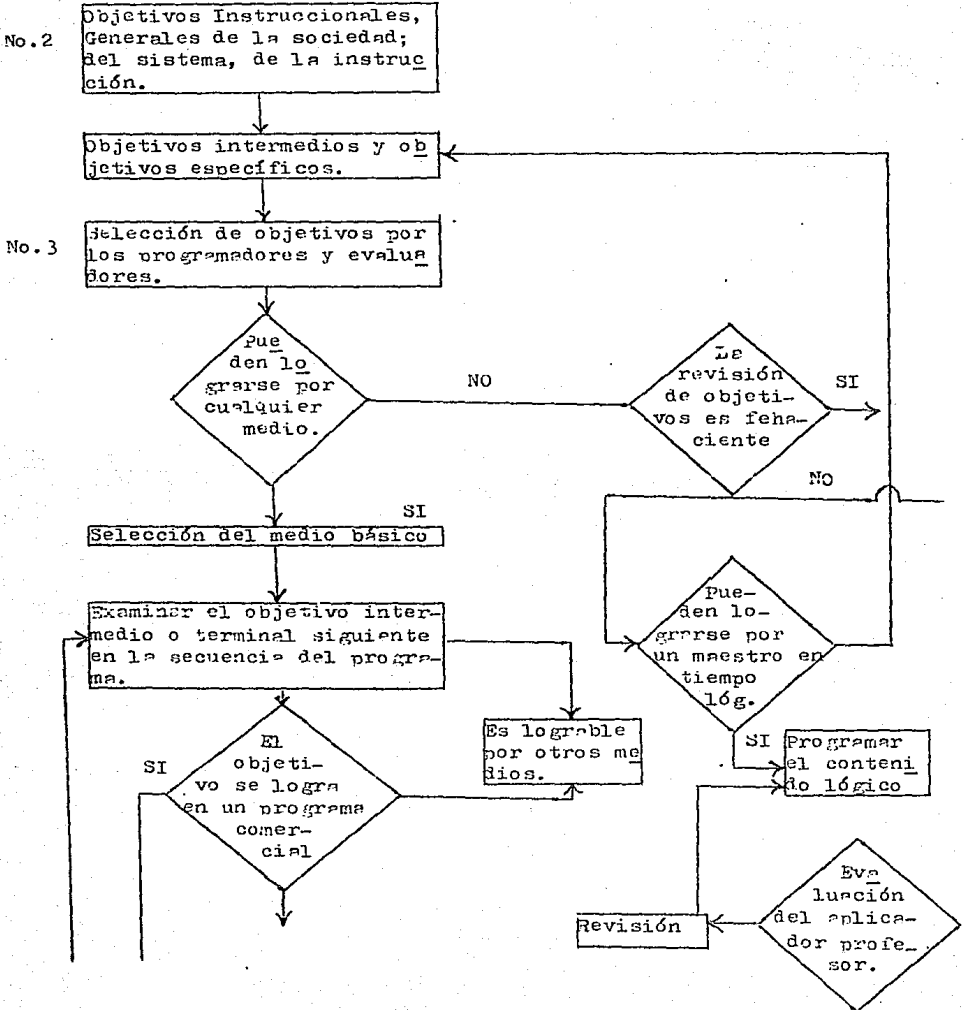 No.2
Objetivos Instruccionales,
Generales de la sociedad;
del sistema, de la instruc
ción.
Objetivos intermedios y ob
jetivos específicos.
No.3
Selección de objetivos por
los programadores y evalua
dores.
Pue
den lo
grarse por
cualquier
medio.
NO
La
revisión
de objeti-
vos es feha-
ciente
SI
NO
SI
Selección del medio básico
Examinar el objetivo inter-
medio o terminal siguiente
en la secuencia del progra-
ma.
Pue-
den lo-
grarse por
un maestro en
tiempo
lóg.
El
objeti-
vo se logra
en un programa
comer-
cial
SI
Es lograble
por otros me
dios.
SI
Programar
el conteni
do lógico
Eva
luación
del aplica-
dor profe-
sor.
Revisión